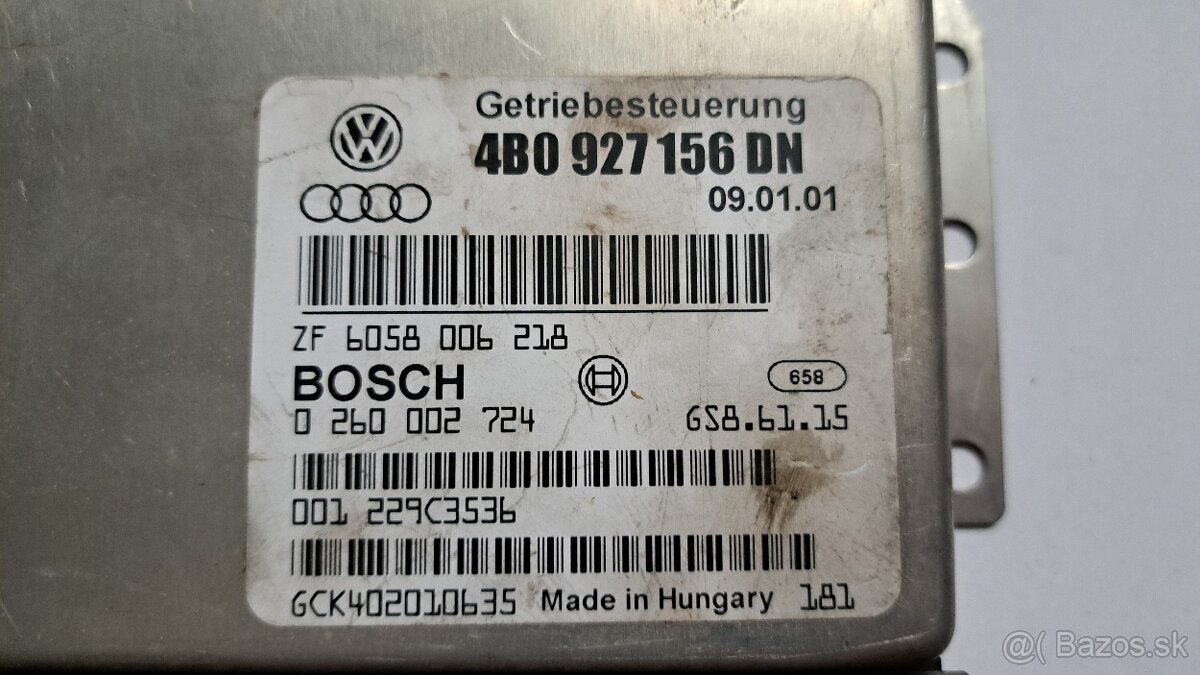 Getriebesteuerung
4B0 927 156 DN
09.01.01
ZF 6058 006 218
BOSCH
658
0 260 002 724 GS8.61.15
001 229C3536
GCK402010635 Made in Hungary 181
@( Bazos.sk